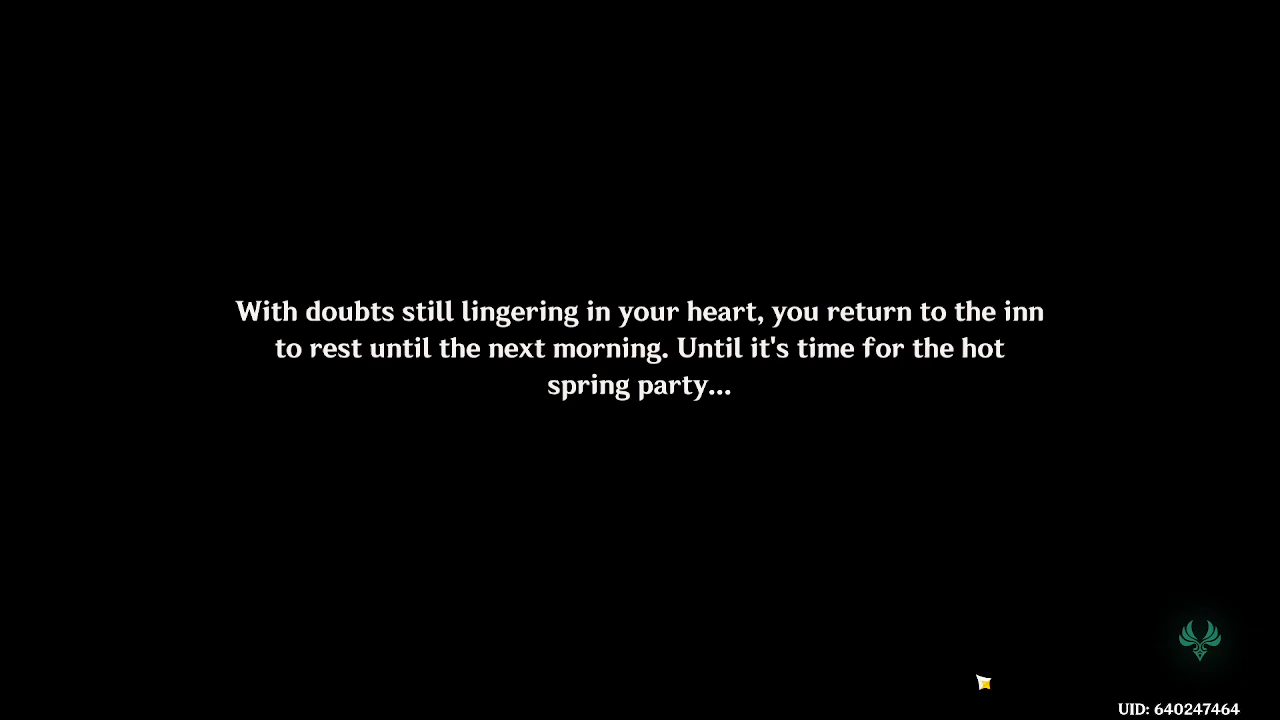 With doubts still lingering in your heart, you return to the inn
to rest until the next morning. Until it's time for the hot
spring party...
UID: 640247464